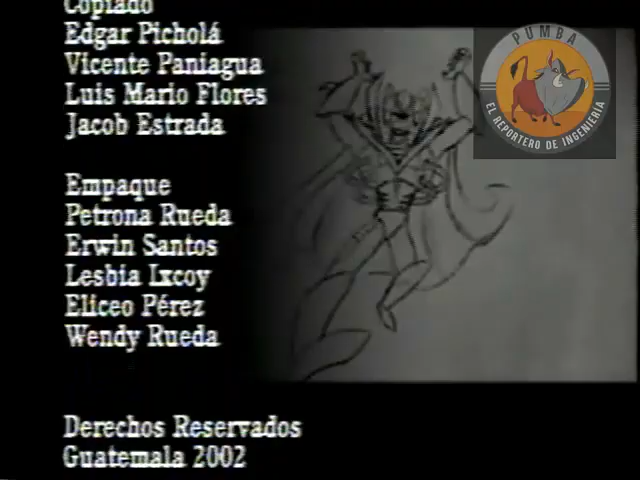 Copiado
Edgar Picholá
Vicente Paniagua
Luis Mario Flores
Jacob Estrada
Empaque
Petrona Rueda
Erwin Santos
Lesbia Ixcoy
Eliceo Pérez
Wendy Rueda
Derechos Reservados
Guatemala 2002
PUMBA
EL REPORTERO DE INGENIERÍA